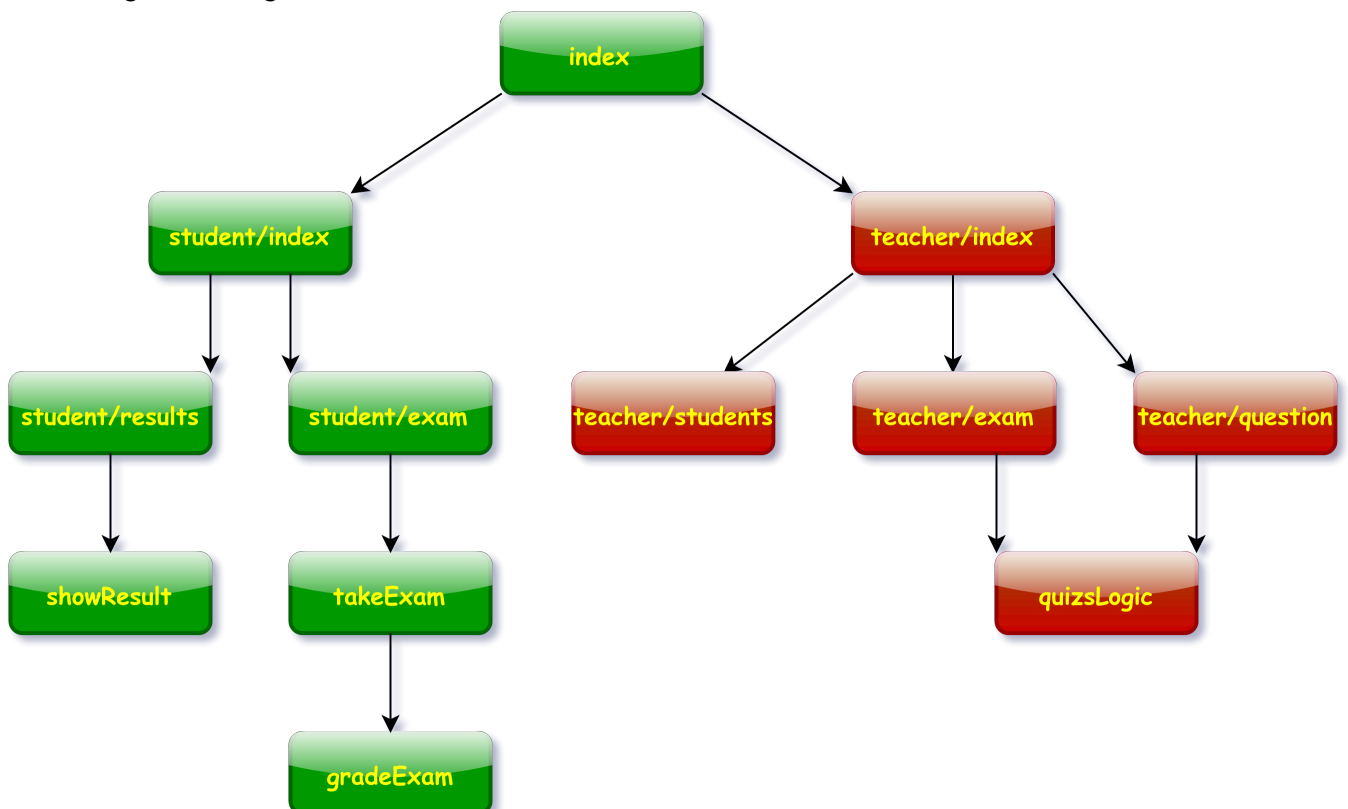 index
student/index
teacher/index
student/results
student/exam
teacher/students
teacher/exam
teacher/question
showResult
takeExam
quizsLogic
gradeExam